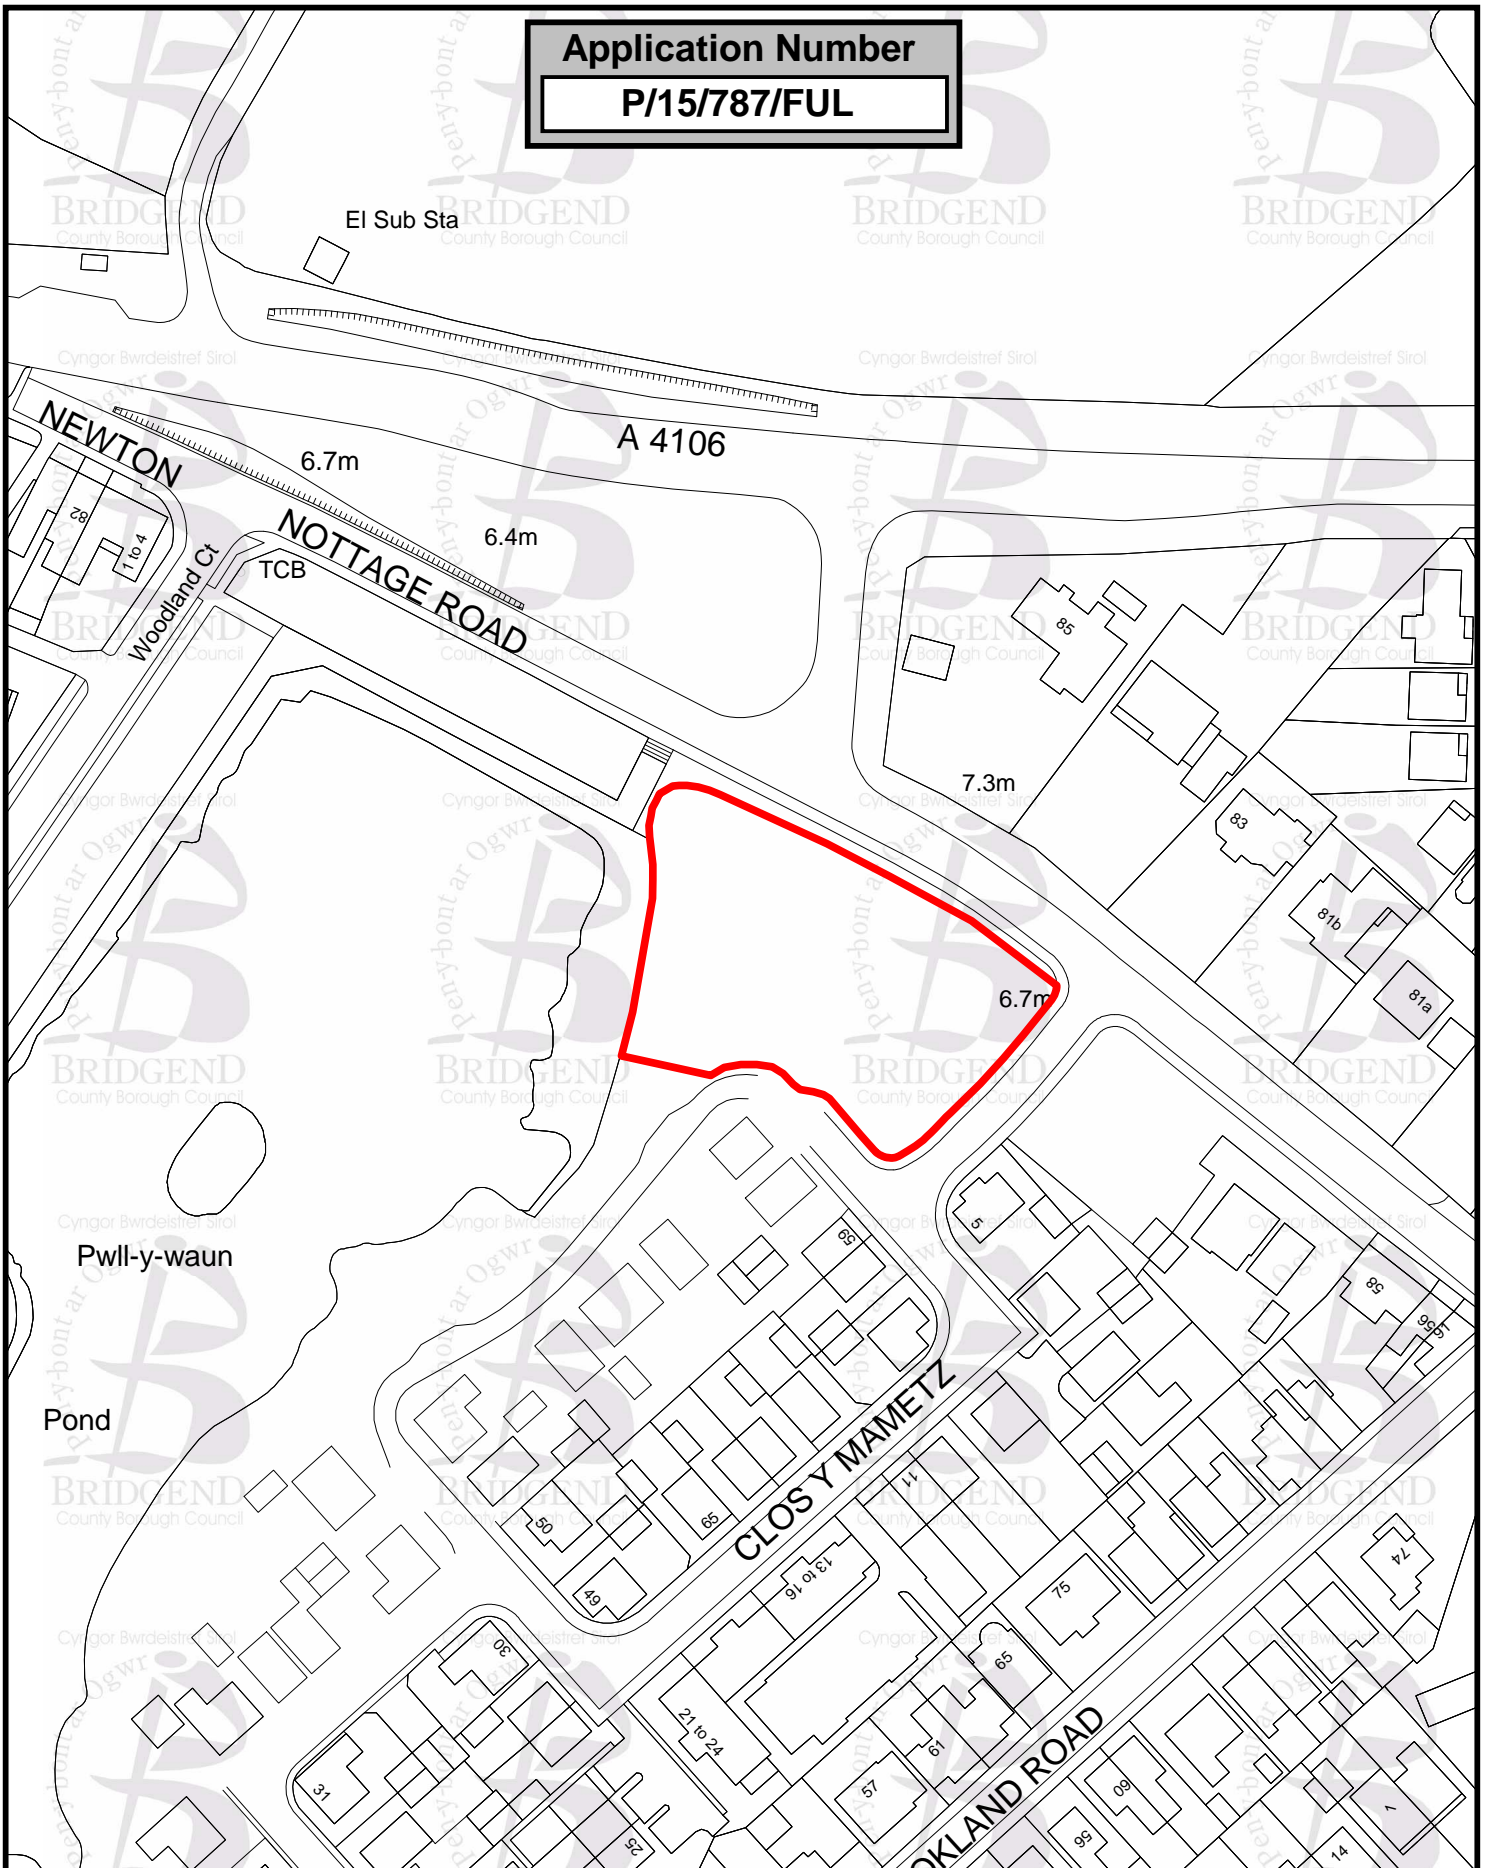 Application Number
P/15/787/FUL
El Sub Sta
A 4106
NEWTON
NOTTAGE ROAD
6.7m
6.4m
82
1 to 4
Woodland Ct
TCB
85
7.3m
83
81b
81a
6.7m
5
59
58
Pwll-y-waun
Pond
CLOS Y MAMETZ
11
50
65
49
13 to 16
75
74
30
65
21 to 24
61
57
31
25
OKLAND ROAD
60
56
1
14
Pen-y-bont ar Ogwr
BRIDGEND
County Borough Council
Cyngor Bwrdeistref Sirol